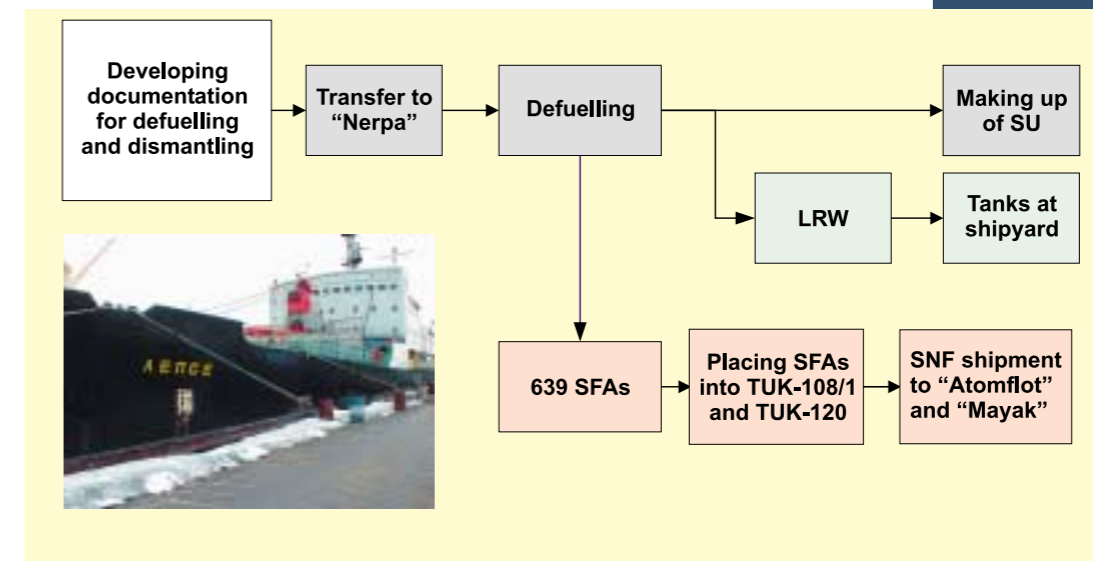 Developing
documentation
for defuelling
and dismantling
Transfer to
“Nerpa”
Defuelling
Making up
of SU
LRW
Tanks at
shipyard
639 SFAs
Placing SFAs
into TUK-108/1
and TUK-120
SNF shipment
to “Atomflot”
and “Mayak”
ЛЕПСЕ